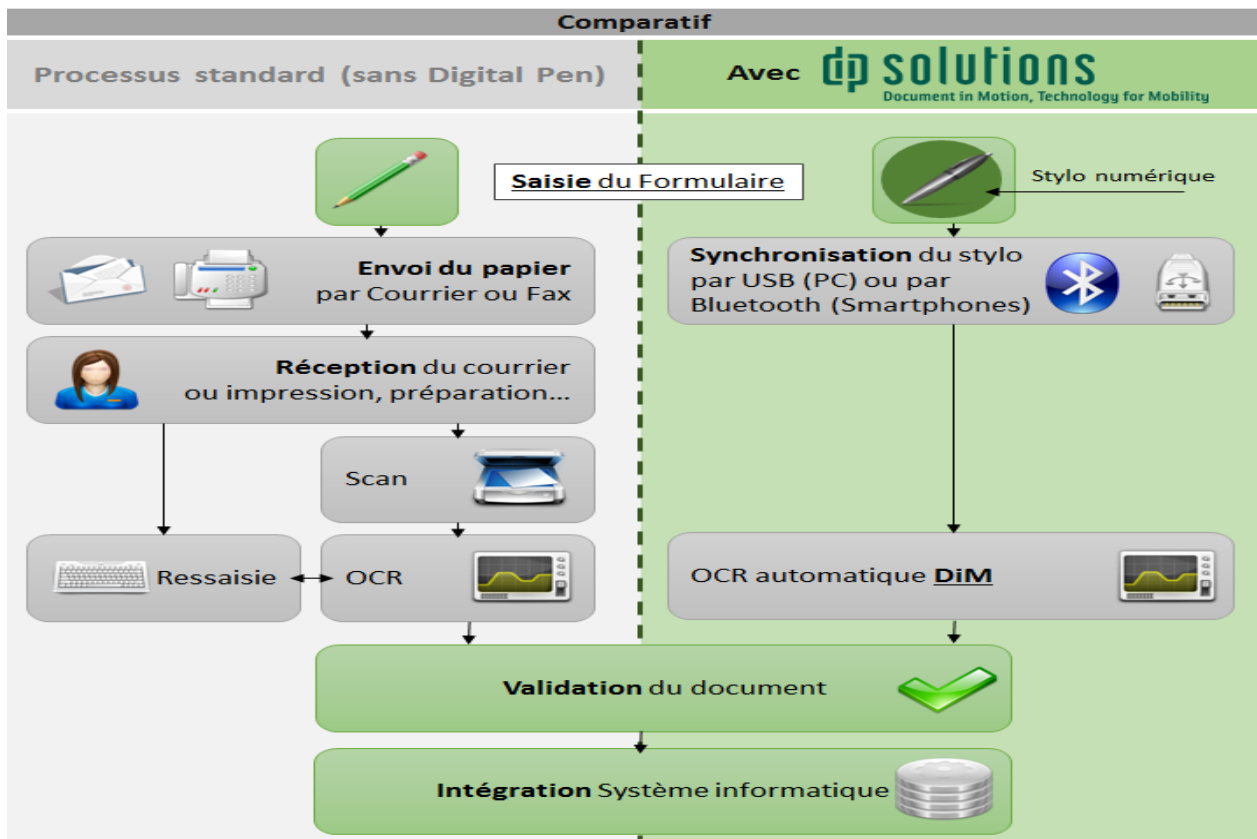 Comparatif
Processus standard (sans Digital Pen)
Avec dp solutions
Document in Motion, Technology for Mobility
Saisie du Formulaire
Stylo numérique
Envoi du papier
par Courrier ou Fax
Synchronisation du stylo
par USB (PC) ou par
Bluetooth (Smartphones)
Réception du courrier
ou impression, préparation...
Scan
Ressaisie
OCR
OCR automatique DiM
Validation du document
Intégration Système informatique